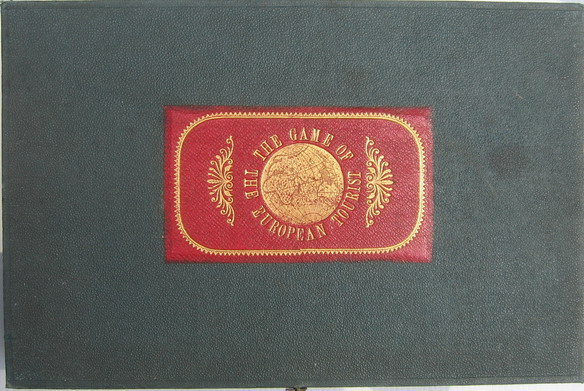 THE GAME OF
THE EUROPEAN TOURIST